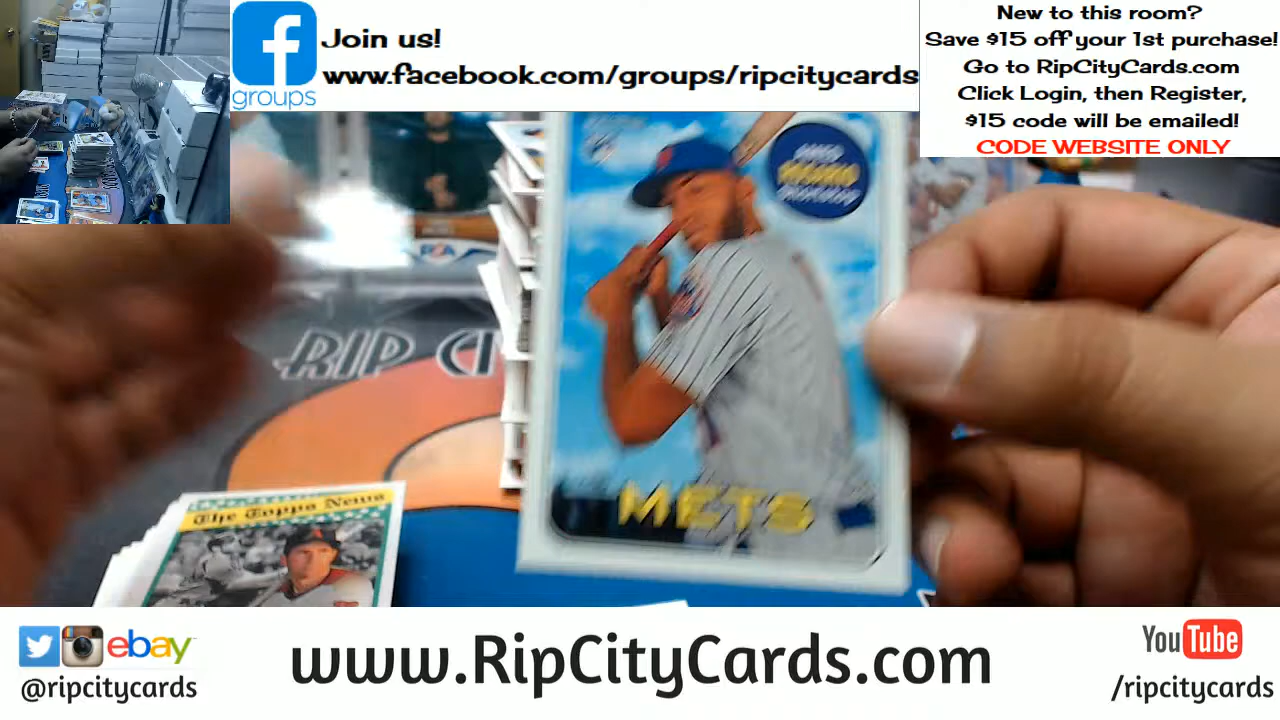 groups
Join us!
www.facebook.com/groups/ripcitycards
New to this room?
Save $15 off your 1st purchase!
Go to RipCityCards.com
Click Login, then Register,
$15 code will be emailed!
CODE WEBSITE ONLY
RIP CI
METS
The Topps News
ebay
@ripcitycards
www.RipCityCards.com
YouTube
/ripcitycards